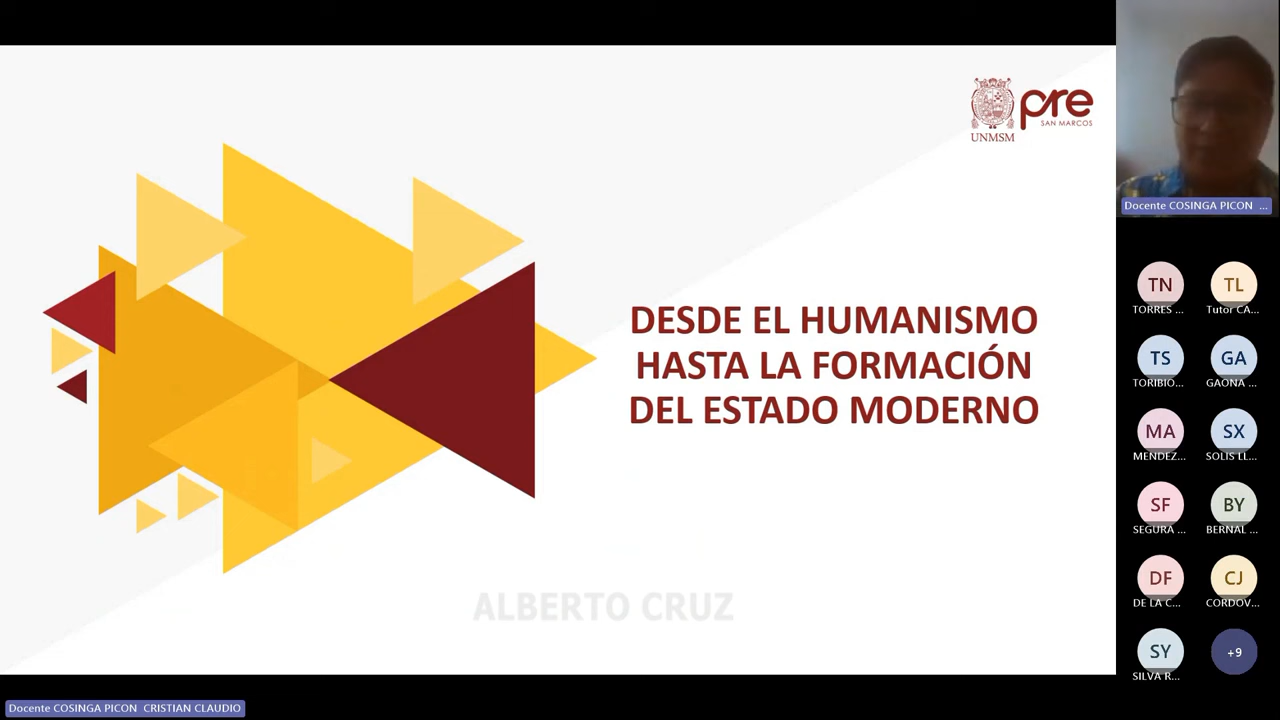 UNMSM
pre
SAN MARCOS
DESDE EL HUMANISMO
HASTA LA FORMACIÓN
DEL ESTADO MODERNO
ALBERTO CRUZ
Docente COSINGA PICON ...
TN
TORRES ...
TL
Tutor CA...
TS
TORIBIO...
GA
GAONA ...
MA
MENDEZ...
SX
SOLIS LL...
SF
SEGURA ...
BY
BERNAL ...
DF
DE LA C...
CJ
CORDOV...
SY
SILVA R...
+9
Docente COSINGA PICON CRISTIAN CLAUDIO